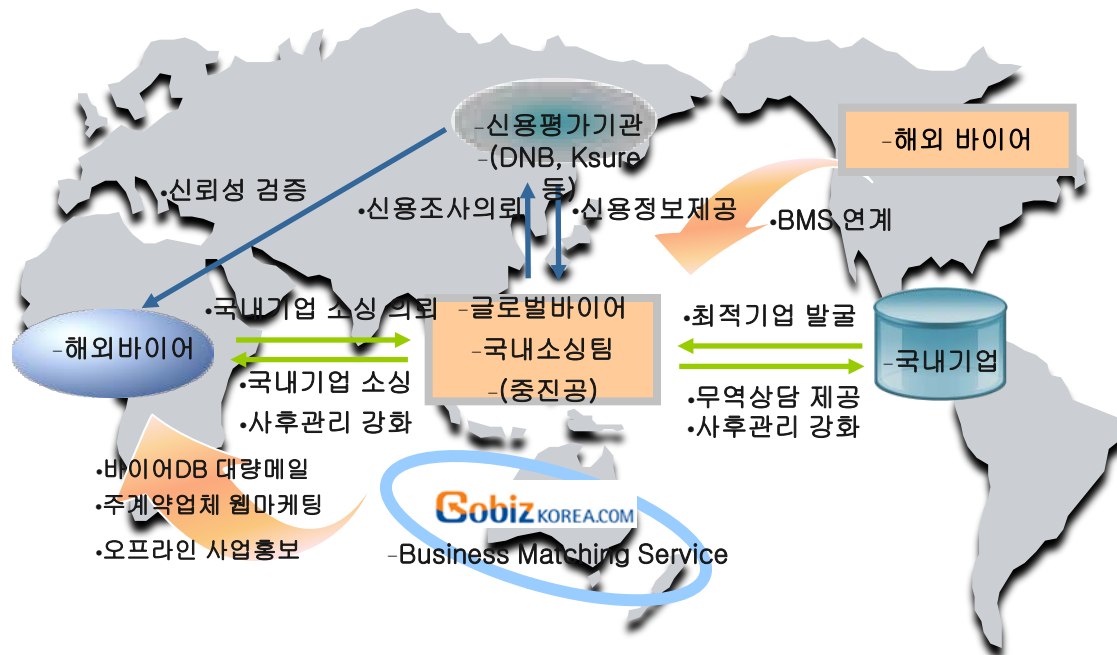 -신용평가기관
-(DNB, Ksure
등)
-해외 바이어
•신뢰성 검증
•신용조사의뢰
•신용정보제공
•BMS 연계
•국내기업 소싱 의뢰
-글로벌바이어
-국내소싱팀
-(중진공)
•최적기업 발굴
-해외바이어
-국내기업
•국내기업 소싱
•사후관리 강화
•무역상담 제공
•사후관리 강화
•바이어DB 대량메일
•주계약업체 웹마케팅
•오프라인 사업홍보
Gobiz KOREA.COM
-Business Matching Service